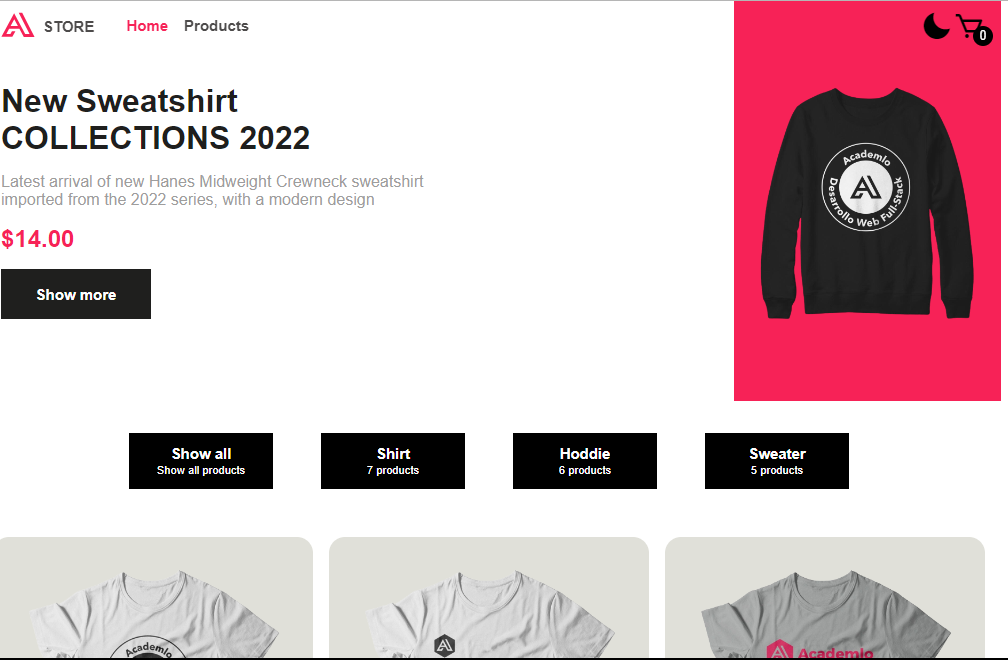 STORE
Home
Products
0
New Sweatshirt
COLLECTIONS 2022
Latest arrival of new Hanes Midweight Crewneck sweatshirt
imported from the 2022 series, with a modern design
$14.00
Show more
Academlo
Desarrollo Web Full-Stack
Show all
Show all products
Shirt
7 products
Hoddie
6 products
Sweater
5 products
Academlo
Academlo